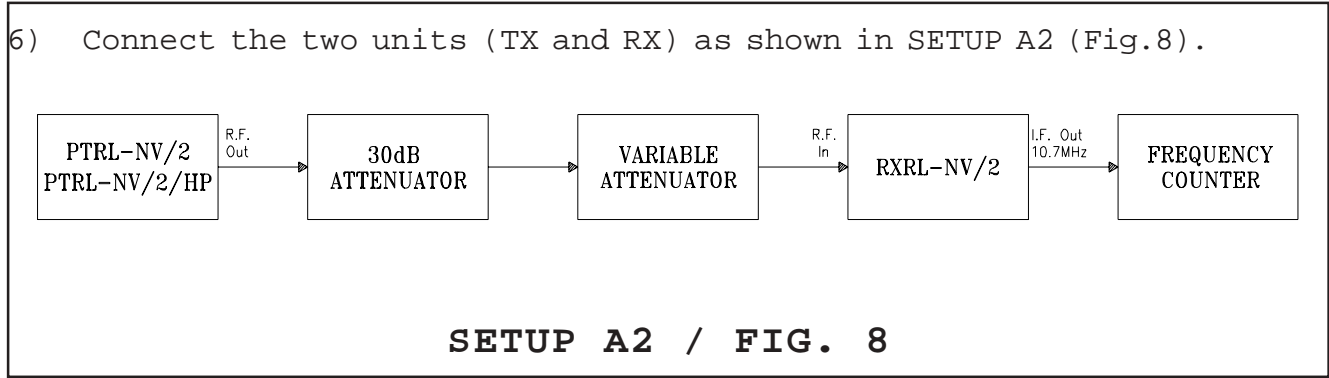 6) Connect the two units (TX and RX) as shown in SETUP A2 (Fig.8).
PTRL-NV/2
PTRL-NV/2/HP
R.F.
Out
30dB
ATTENUATOR
VARIABLE
ATTENUATOR
R.F.
In
RXRL-NV/2
I.F. Out
10.7MHz
FREQUENCY
COUNTER
SETUP A2 / FIG. 8